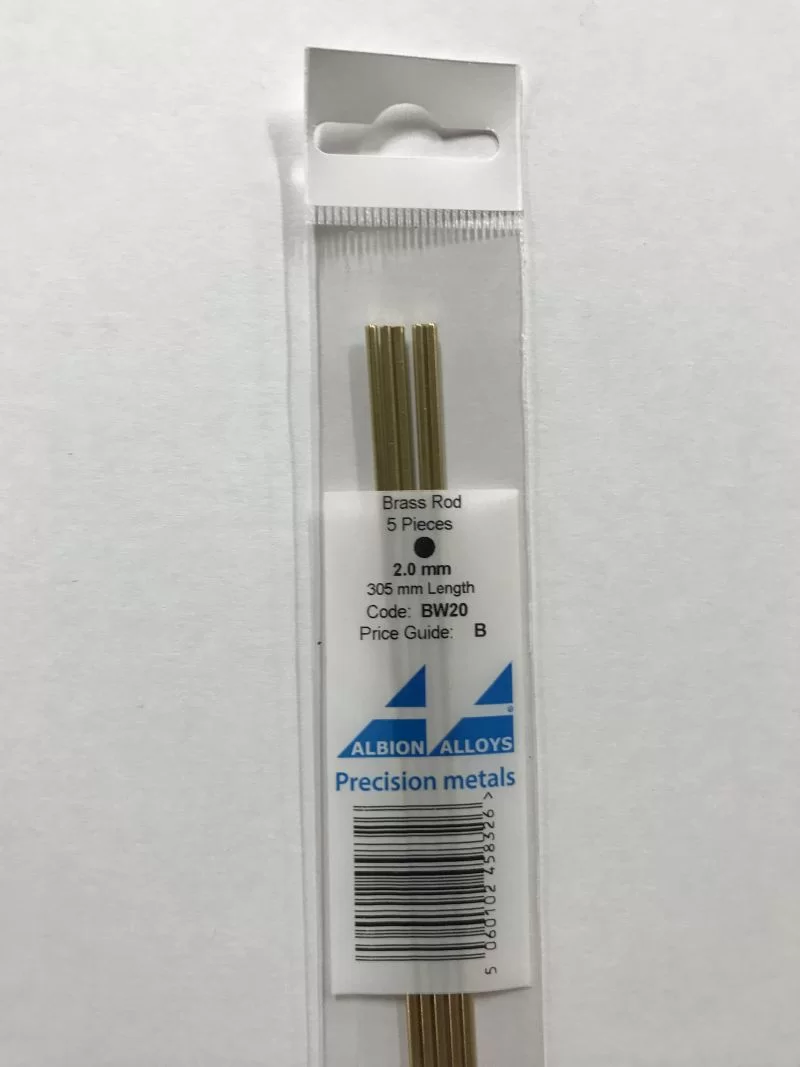 Brass Rod
5 Pieces
2.0 mm
305 mm Length
Code: BW20
Price Guide: B
ALBION ALLOYS®
Precision metals
5 060102 458326 >